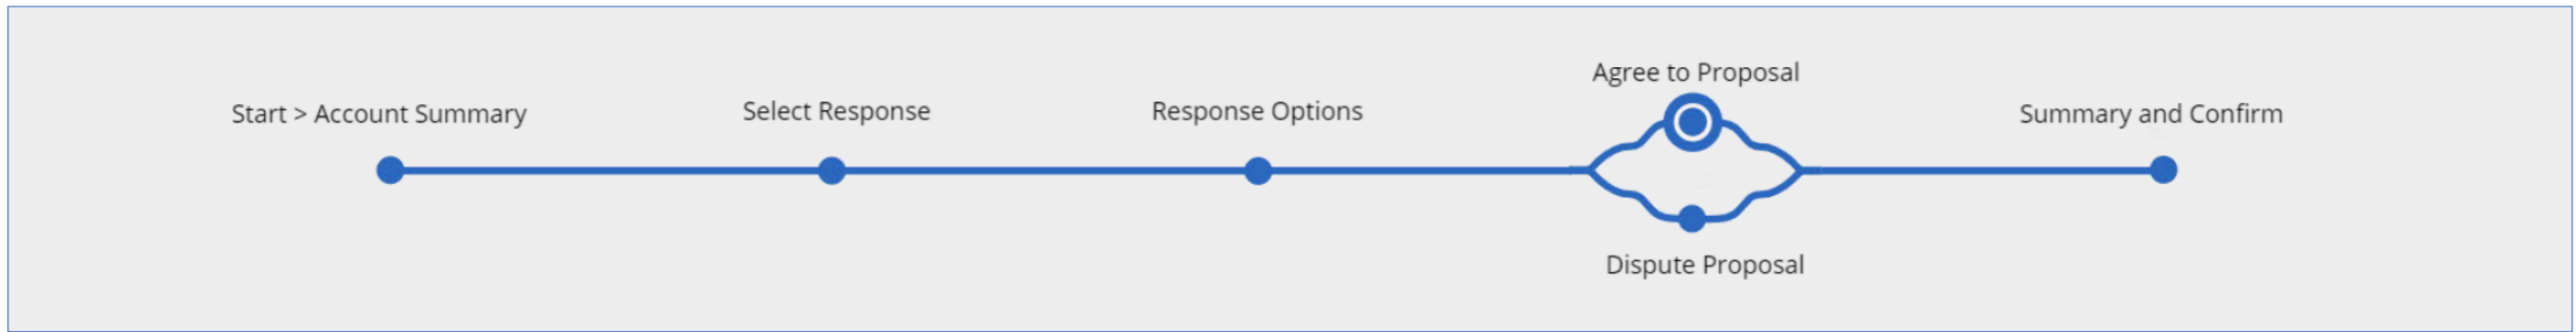 Start > Account Summary
Select Response
Response Options
Agree to Proposal
Dispute Proposal
Summary and Confirm